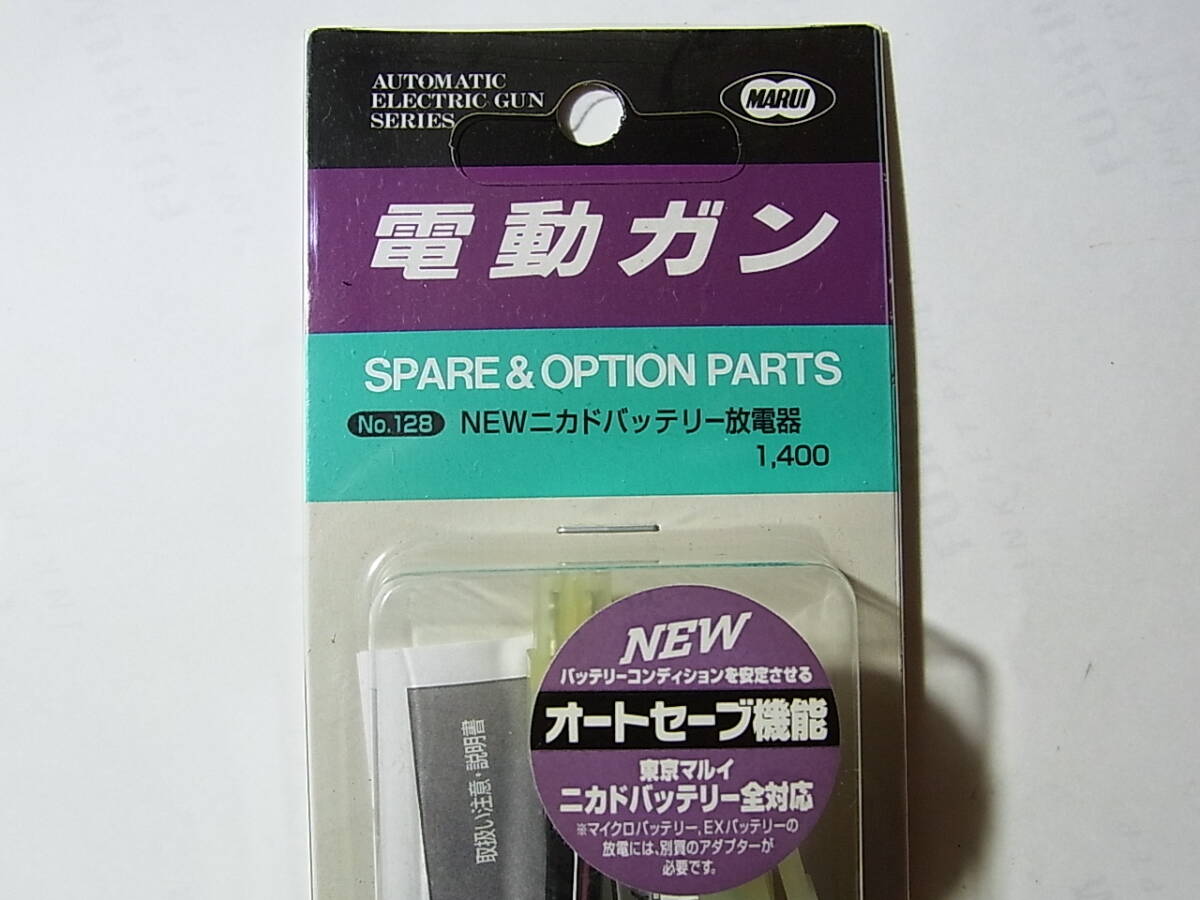 AUTOMATIC
ELECTRIC GUN
SERIES
MARUI
電動ガン
SPARE & OPTION PARTS
No.128 NEWニカドバッテリー放電器
1,400
NEW
バッテリーコンディションを安定させる
オートセーブ機能
東京マルイ
ニカドバッテリー全対応
※マイクロバッテリー,EXバッテリーの
放電には、別買のアダプターが
必要です。
取扱い注意・説明書